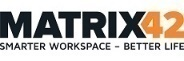 MATRIX42
SMARTER WORKSPACE – BETTER LIFE